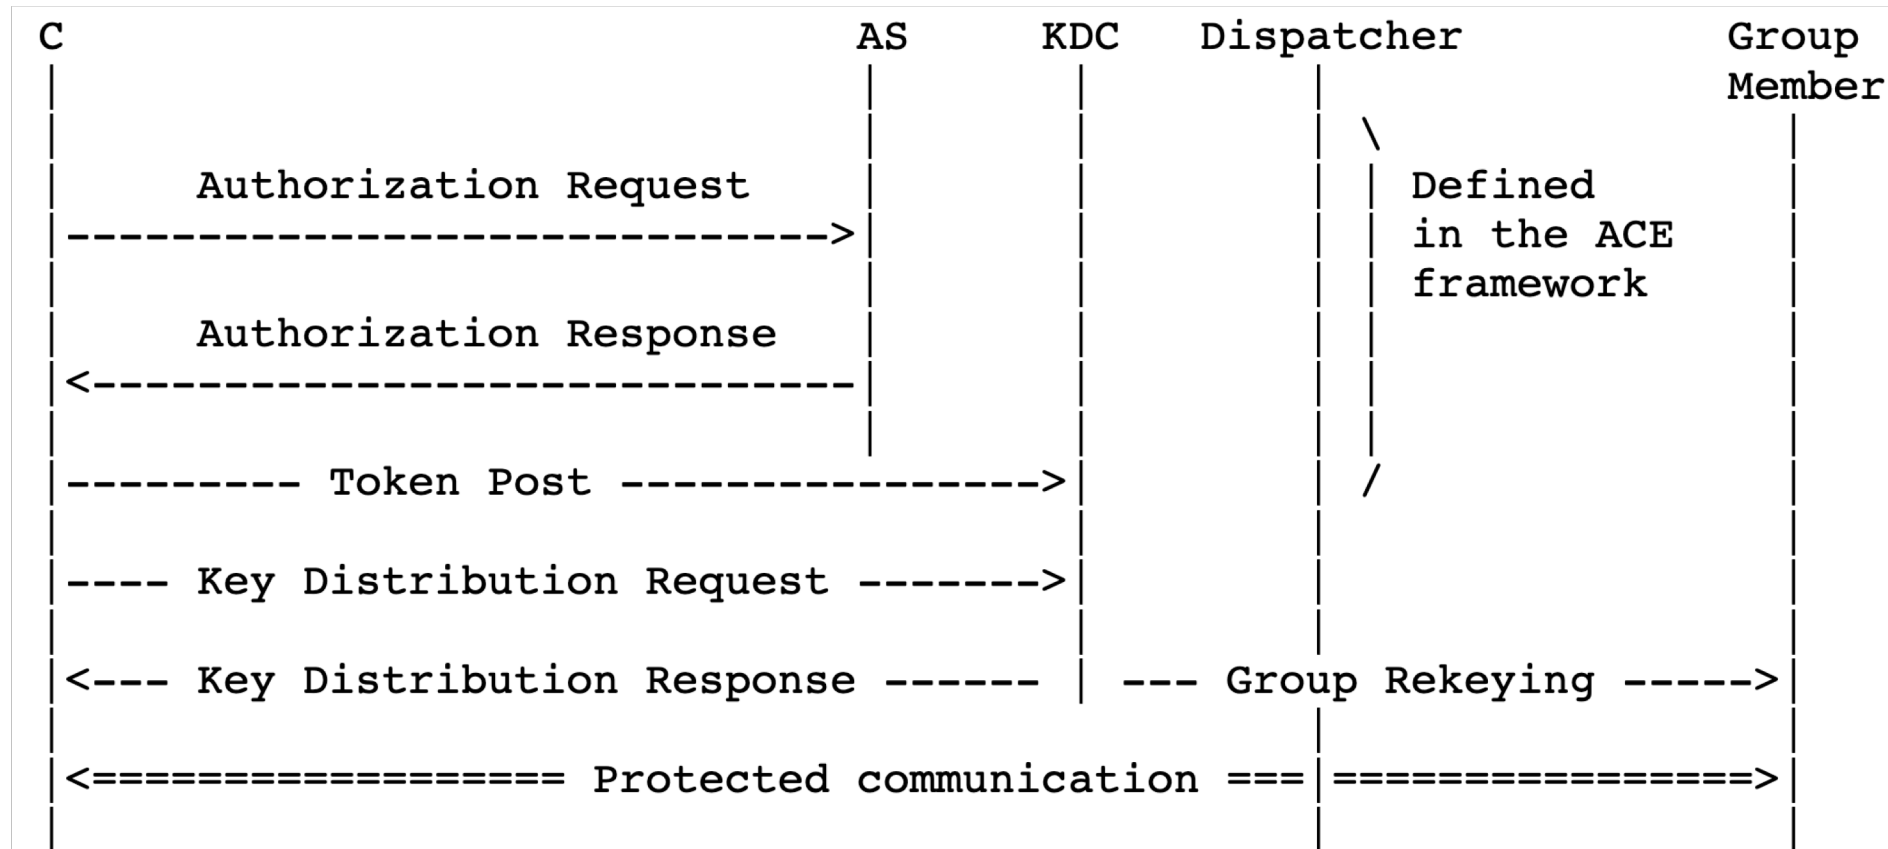 C AS KDC Dispatcher Group
Member
Authorization Request Defined
in the ACE
framework
Authorization Response
Token Post
Key Distribution Request
Key Distribution Response Group Rekeying
Protected communication